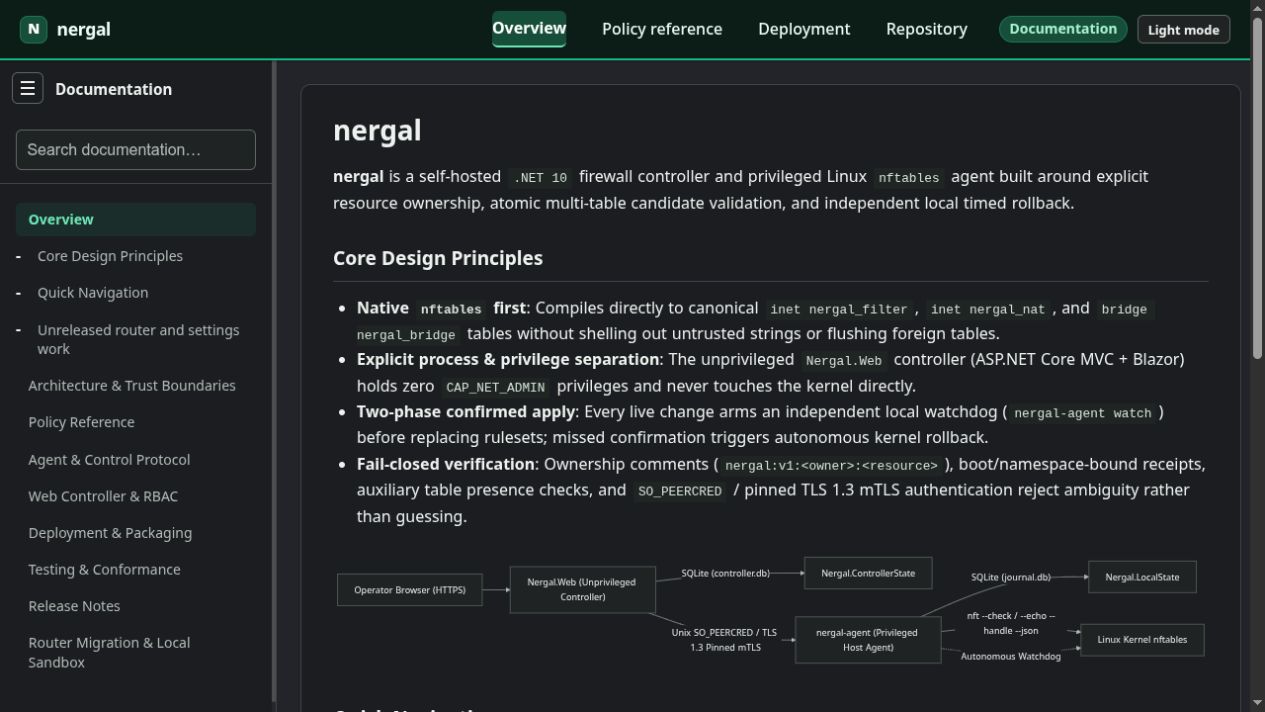 N nergal
Overview Policy reference Deployment Repository Documentation Light mode
☰ Documentation
Search documentation…
Overview
- Core Design Principles
- Quick Navigation
- Unreleased router and settings
work
Architecture & Trust Boundaries
Policy Reference
Agent & Control Protocol
Web Controller & RBAC
Deployment & Packaging
Testing & Conformance
Release Notes
Router Migration & Local
Sandbox
nergal
nergal is a self-hosted .NET 10 firewall controller and privileged Linux nftables agent built around explicit
resource ownership, atomic multi-table candidate validation, and independent local timed rollback.
Core Design Principles
• Native nftables first: Compiles directly to canonical inet nergal_filter, inet nergal_nat, and bridge
nergal_bridge tables without shelling out untrusted strings or flushing foreign tables.
• Explicit process & privilege separation: The unprivileged Nergal.Web controller (ASP.NET Core MVC + Blazor)
holds zero CAP_NET_ADMIN privileges and never touches the kernel directly.
• Two-phase confirmed apply: Every live change arms an independent local watchdog (nergal-agent watch)
before replacing rulesets; missed confirmation triggers autonomous kernel rollback.
• Fail-closed verification: Ownership comments (nergal:v1:<owner>:<resource>), boot/namespace-bound receipts,
auxiliary table presence checks, and SO_PEERCRED / pinned TLS 1.3 mTLS authentication reject ambiguity rather
than guessing.
Operator Browser (HTTPS)
Nergal.Web (Unprivileged
Controller)
SQLite (controller.db)
Nergal.ControllerState
Unix SO_PEERCRED / TLS
1.3 Pinned mTLS
nergal-agent (Privileged
Host Agent)
SQLite (journal.db)
Nergal.LocalState
nft --check / --echo --
handle --json
Autonomous Watchdog
Linux Kernel nftables